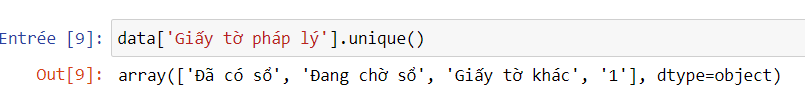 Entrée [9]: data['Giấy tờ pháp lý'].unique()
Out[9]: array(['Đã có sổ', 'Đang chờ sổ', 'Giấy tờ khác', '1'], dtype=object)